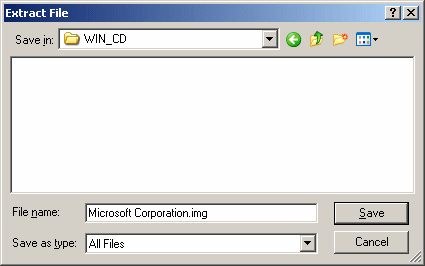 Extract File
Save in: WIN_CD
File name: Microsoft Corporation.img Save
Save as type: All Files Cancel